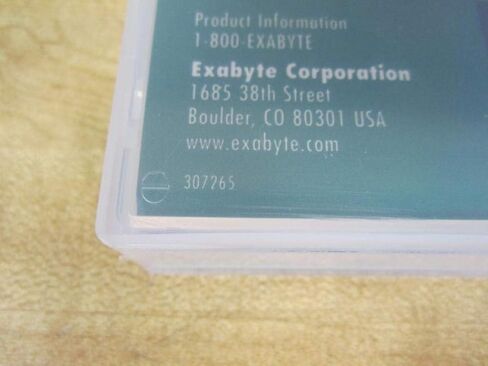 Product Information
1-800-EXABYTE
Exabyte Corporation
1685 38th Street
Boulder, CO 80301 USA
www.exabyte.com
307265